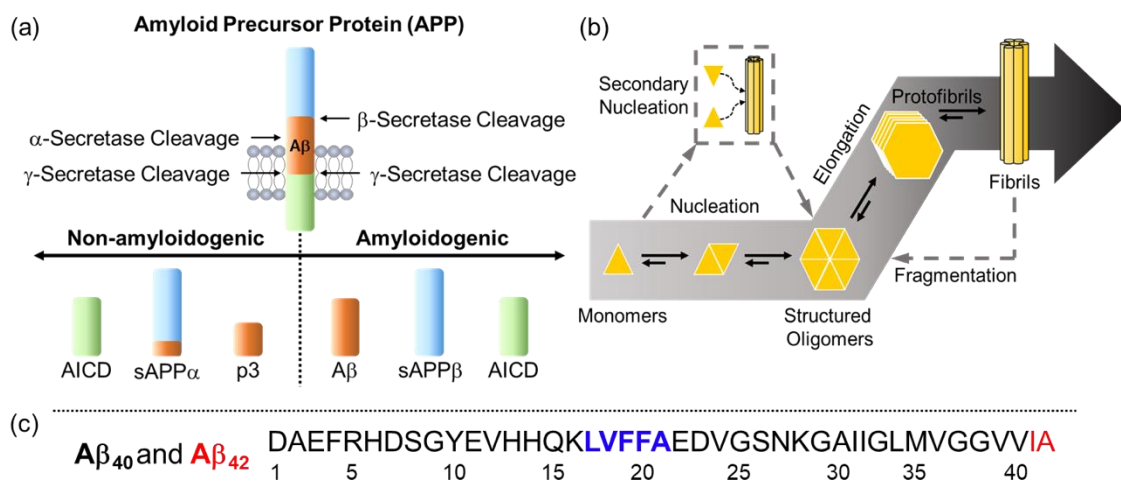 (a)
Amyloid Precursor Protein (APP)
α-Secretase Cleavage
β-Secretase Cleavage
Aβ
γ-Secretase Cleavage
γ-Secretase Cleavage
Non-amyloidogenic
Amyloidogenic
AICD
sAPPα
p3
Aβ
sAPPβ
AICD
(b)
Secondary
Nucleation
Protofibrils
Elongation
Fibrils
Nucleation
Fragmentation
Monomers
Structured
Oligomers
(c)
Aβ40 and Aβ42
DAEFRHDSGYEVHHQKLVFFAEDVGSNKGAIIGLMVGGVVIA
1 5 10 15 20 25 30 35 40